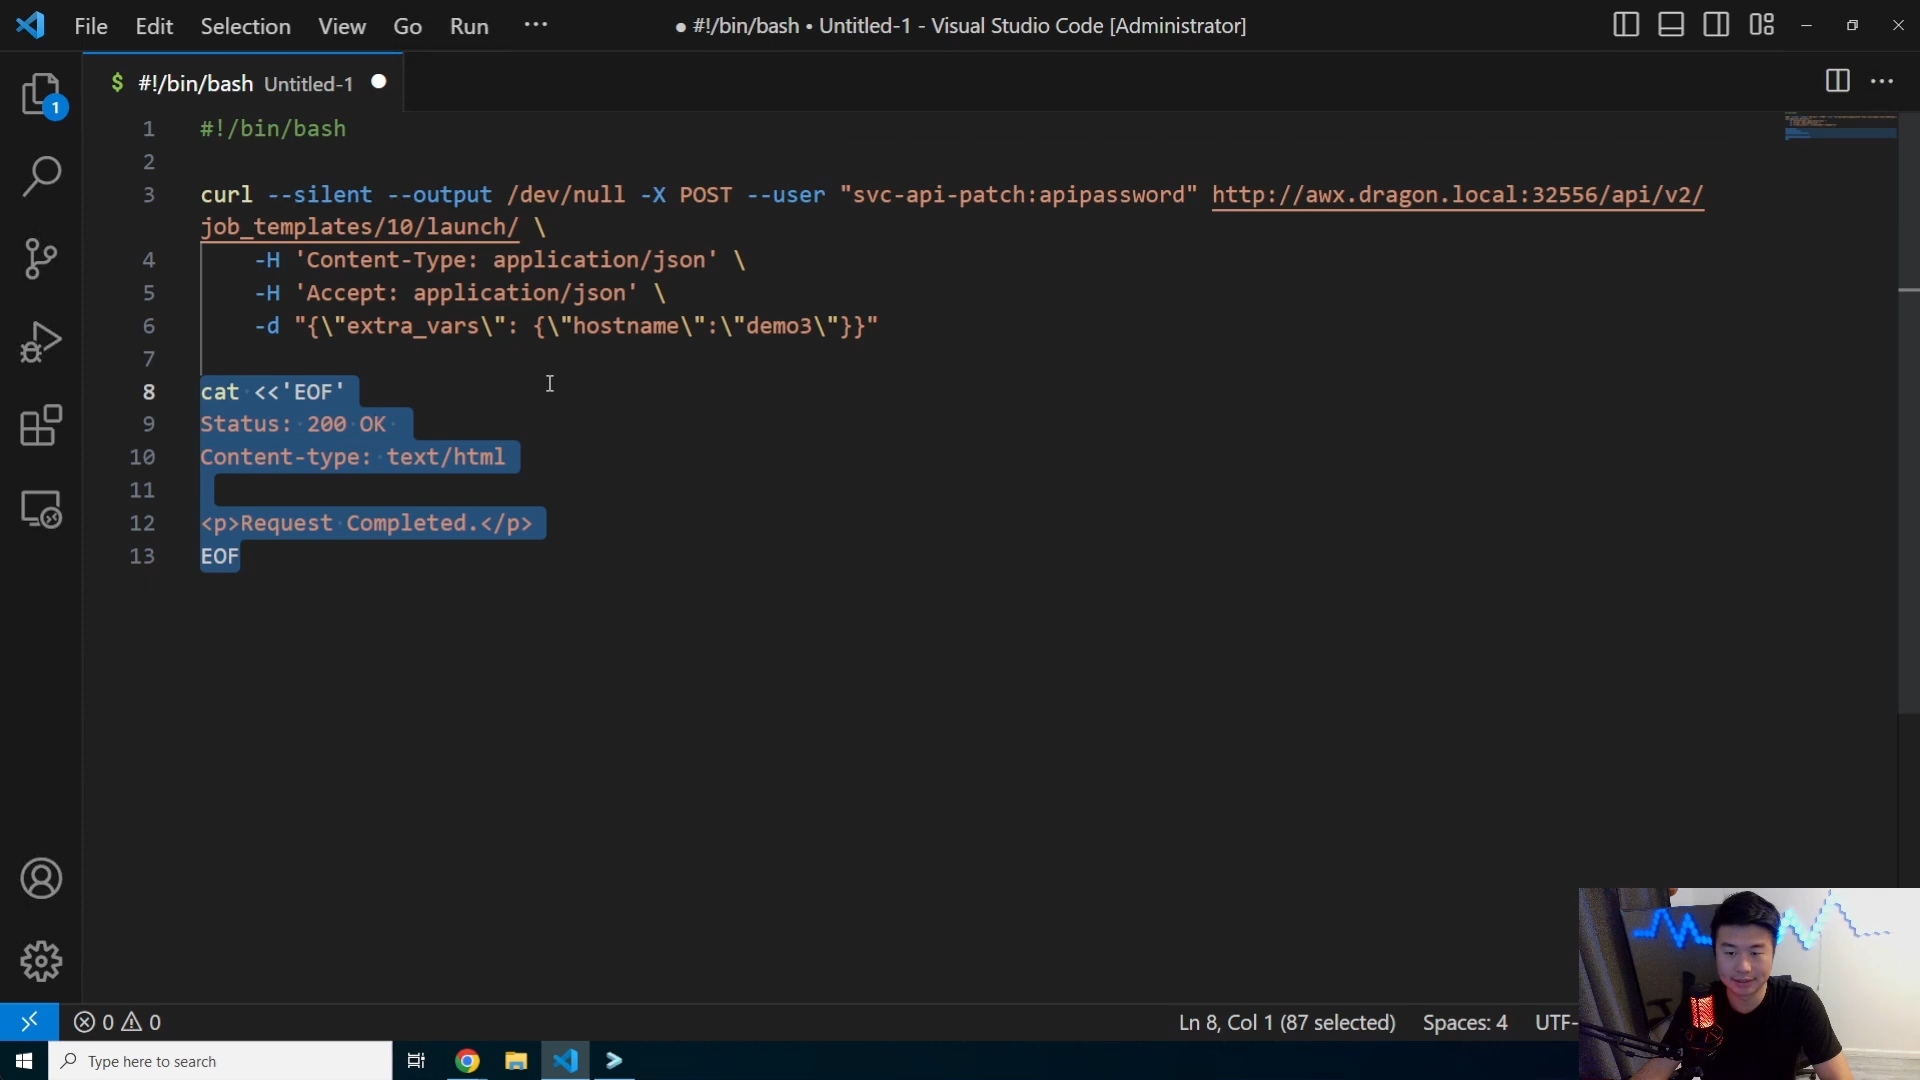 File Edit Selection View Go Run ···
● #!/bin/bash • Untitled-1 - Visual Studio Code [Administrator]
1
$ #!/bin/bash Untitled-1 ●
1 #!/bin/bash
2
3 curl --silent --output /dev/null -X POST --user "svc-api-patch:apipassword" http://awx.dragon.local:32556/api/v2/
job_templates/10/launch/ \
4 -H 'Content-Type: application/json' \
5 -H 'Accept: application/json' \
6 -d "{\"extra_vars\": {\"hostname\":\"demo3\"}}"
7
8 cat <<'EOF'
9 Status: 200 OK
10 Content-type: text/html
11
12 <p>Request Completed.</p>
13 EOF
0 0
Ln 8, Col 1 (87 selected) Spaces: 4 UTF-
Type here to search